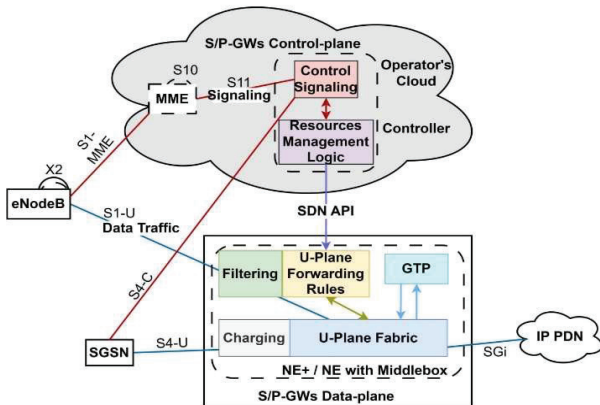 S/P-GWs Control-plane
Operator's
Cloud
S10
S11
Signaling
MME
Control
Signaling
Controller
Resources
Management
Logic
S1-
MME
X2
eNodeB
S1-U
Data Traffic
SDN API
S4-C
Filtering
U-Plane
Forwarding
Rules
GTP
Charging
U-Plane Fabric
SGSN
S4-U
SGi
IP PDN
NE+ / NE with Middlebox
S/P-GWs Data-plane